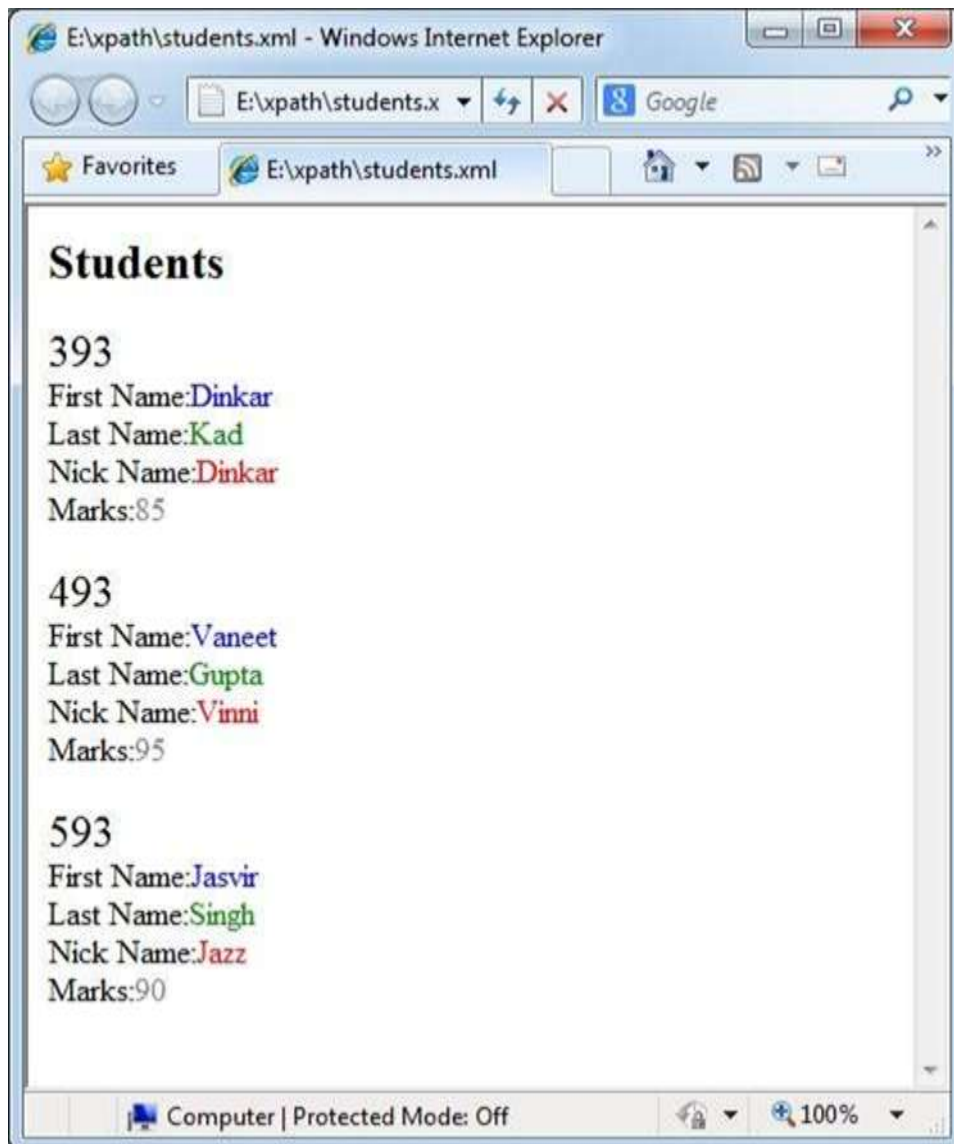 E:\xpath\students.xml - Windows Internet Explorer
E:\xpath\students.x
Google
Favorites
E:\xpath\students.xml
Students
393
First Name:Dinkar
Last Name:Kad
Nick Name:Dinkar
Marks:85
493
First Name:Vaneet
Last Name:Gupta
Nick Name:Vinni
Marks:95
593
First Name:Jasvir
Last Name:Singh
Nick Name:Jazz
Marks:90
Computer | Protected Mode: Off
100%